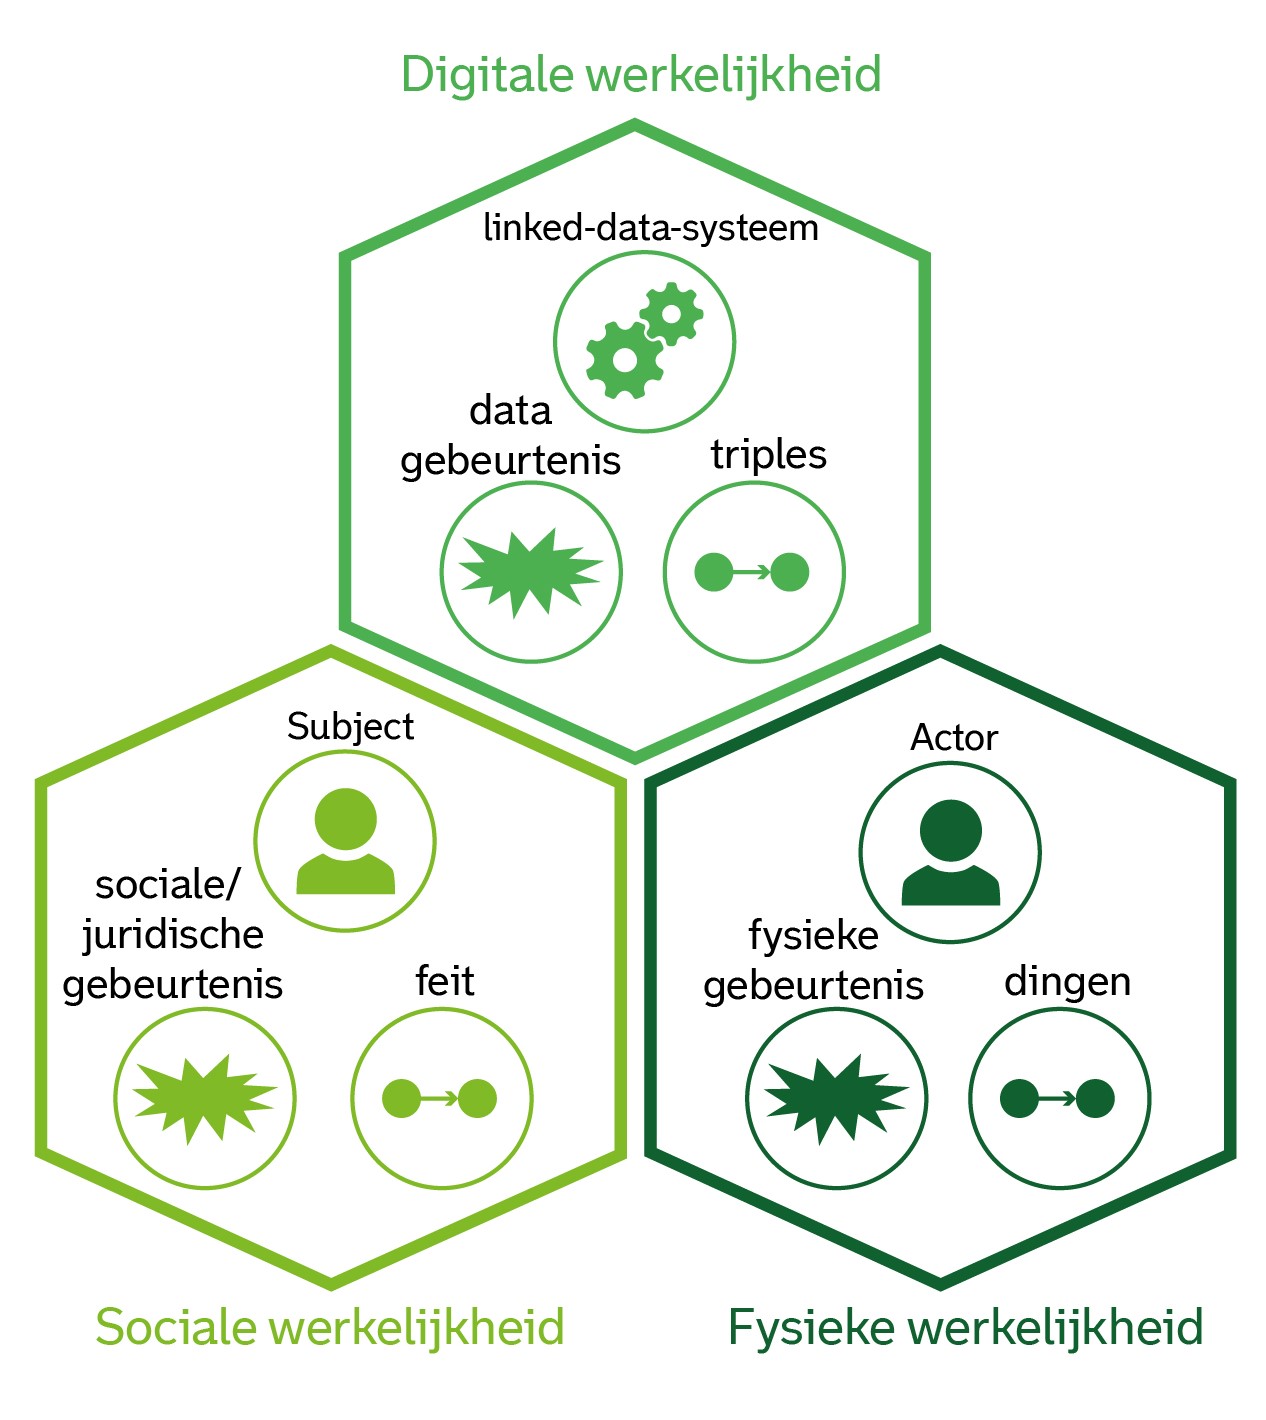 Digitale werkelijkheid
linked-data-systeem
data
gebeurtenis
triples
Subject
sociale/
juridische
gebeurtenis
feit
Actor
fysieke
gebeurtenis
dingen
Sociale werkelijkheid
Fysieke werkelijkheid